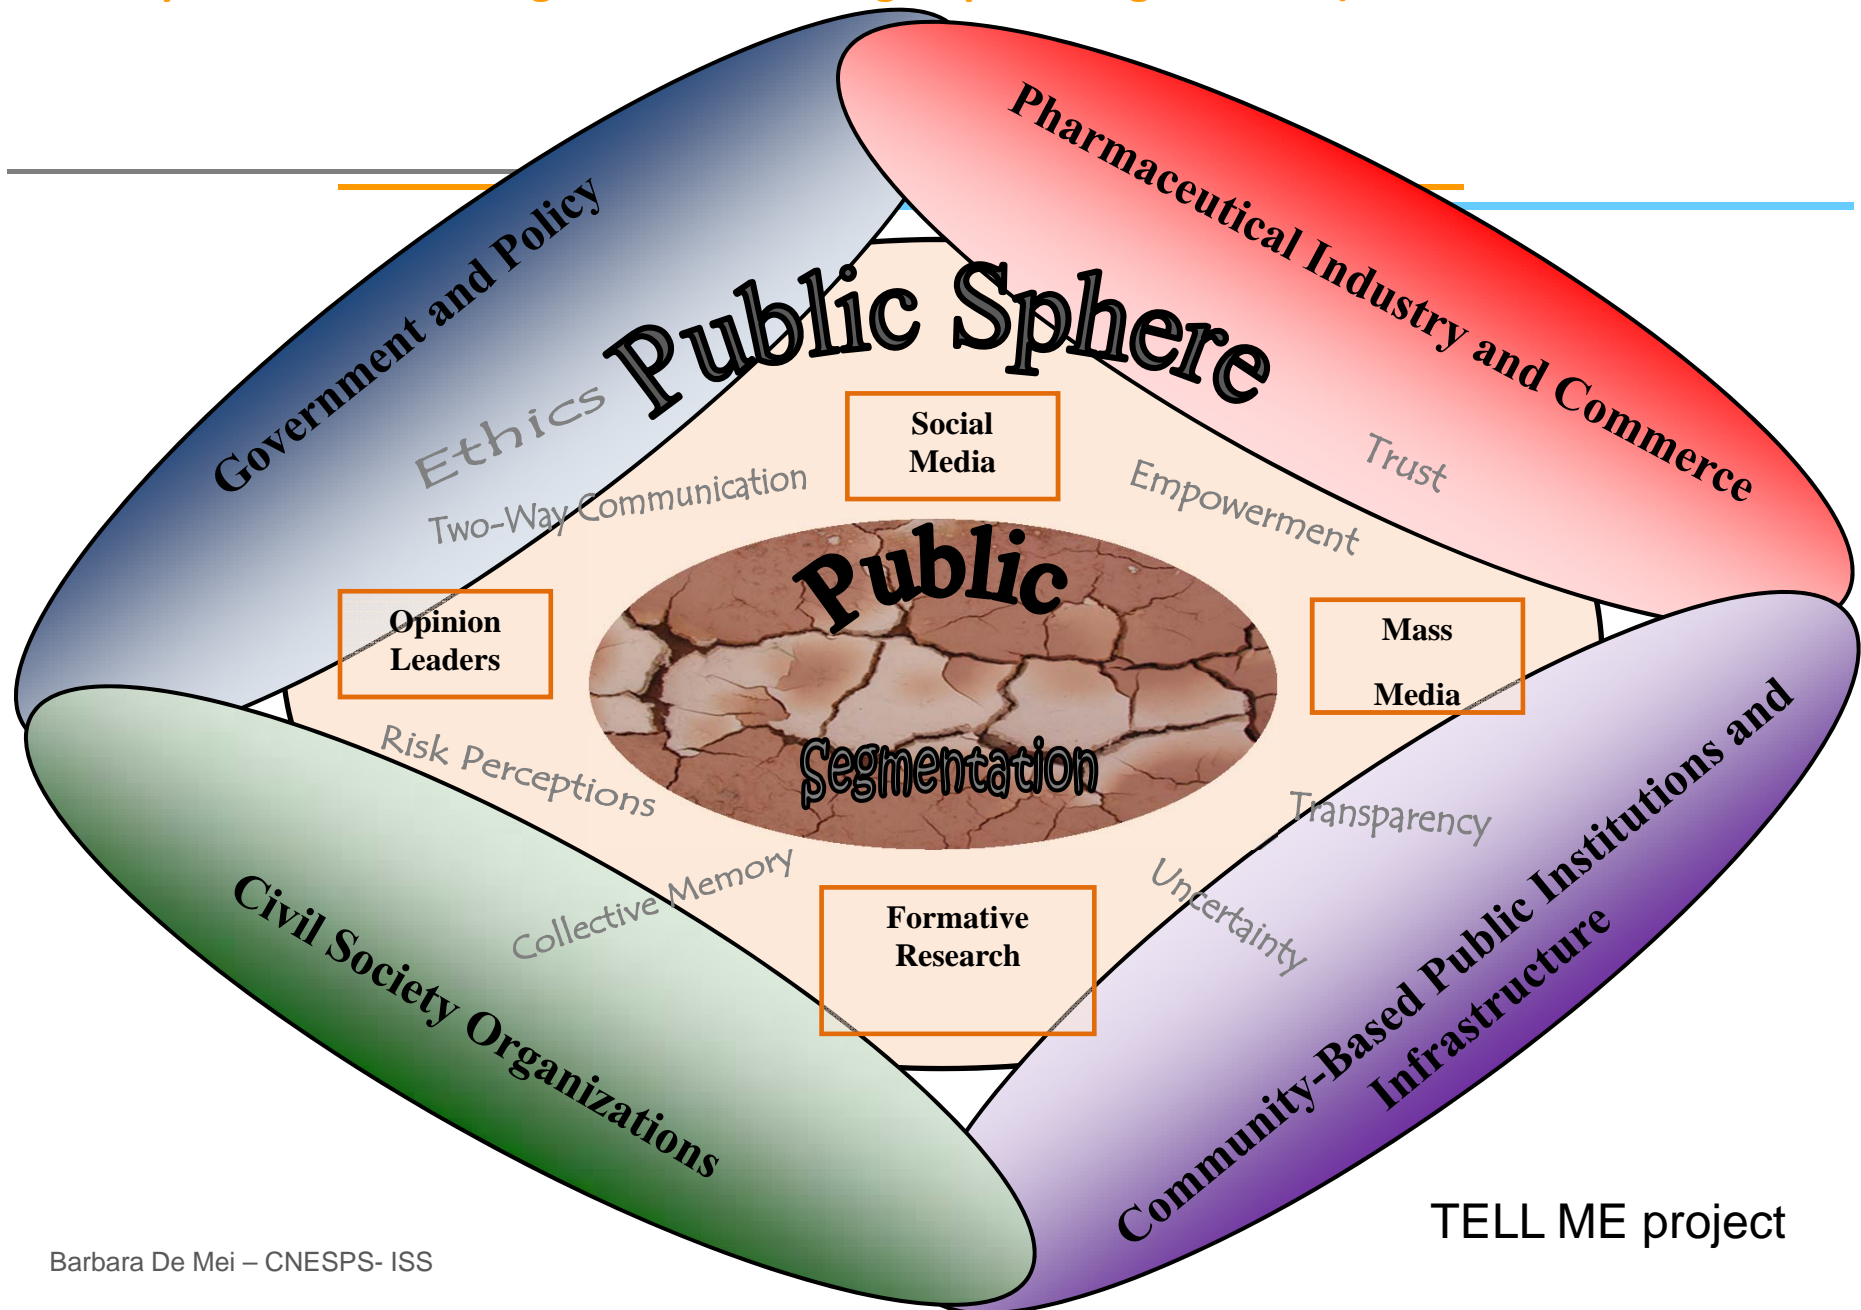 Government and Policy
Pharmaceutical Industry and Commerce
Public Sphere
Ethics
Trust
Social
Media
Two-Way Communication
Empowerment
Public
Opinion
Leaders
Mass
Media
Risk Perceptions
Segmentation
Transparency
Collective Memory
Uncertainty
Formative
Research
Civil Society Organizations
Community-Based Public Institutions and
Infrastructure
TELL ME project
Barbara De Mei – CNESPS- ISS